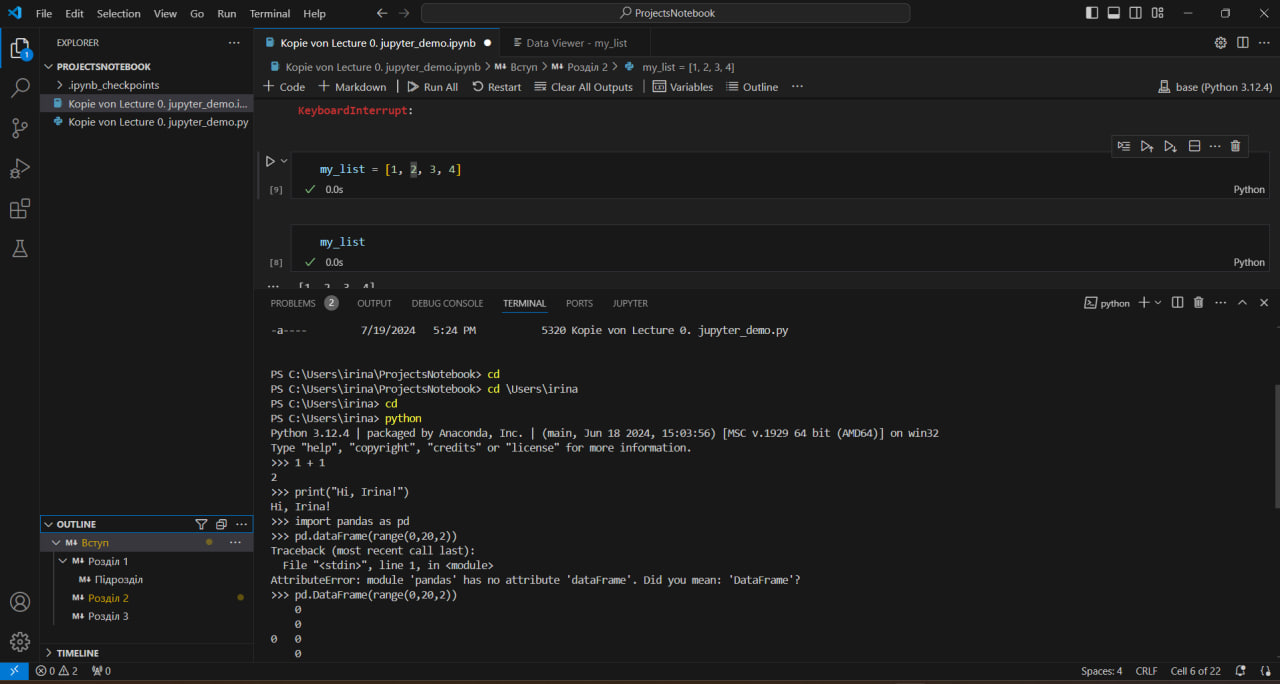 File Edit Selection View Go Run Terminal Help
ProjectsNotebook
EXPLORER
PROJECTSNOTEBOOK
.ipynb_checkpoints
Kopie von Lecture 0. jupyter_demo.i...
Kopie von Lecture 0. jupyter_demo.py
1
Kopie von Lecture 0. jupyter_demo.ipynb
Data Viewer - my_list
Kopie von Lecture 0. jupyter_demo.ipynb > M↓ Вступ > M↓ Розділ 2 > my_list = [1, 2, 3, 4]
+ Code + Markdown Run All Restart Clear All Outputs Variables Outline ...
base (Python 3.12.4)
KeyboardInterrupt:
my_list = [1, 2, 3, 4]
[9] 0.0s Python
my_list
[8] 0.0s Python
... [1, 2, 3, 4]
PROBLEMS 2 OUTPUT DEBUG CONSOLE TERMINAL PORTS JUPYTER
python
-a---- 7/19/2024 5:24 PM 5320 Kopie von Lecture 0. jupyter_demo.py
PS C:\Users\irina\ProjectsNotebook> cd
PS C:\Users\irina\ProjectsNotebook> cd \Users\irina
PS C:\Users\irina> cd
PS C:\Users\irina> python
Python 3.12.4 | packaged by Anaconda, Inc. | (main, Jun 18 2024, 15:03:56) [MSC v.1929 64 bit (AMD64)] on win32
Type "help", "copyright", "credits" or "license" for more information.
>>> 1 + 1
2
>>> print("Hi, Irina!")
Hi, Irina!
>>> import pandas as pd
>>> pd.dataFrame(range(0,20,2))
Traceback (most recent call last):
File "<stdin>", line 1, in <module>
AttributeError: module 'pandas' has no attribute 'dataFrame'. Did you mean: 'DataFrame'?
>>> pd.DataFrame(range(0,20,2))
0
0
0 0
0
OUTLINE
M↓ Вступ
M↓ Розділ 1
M↓ Підрозділ
M↓ Розділ 2
M↓ Розділ 3
TIMELINE
0 2 0
Spaces: 4 CRLF Cell 6 of 22